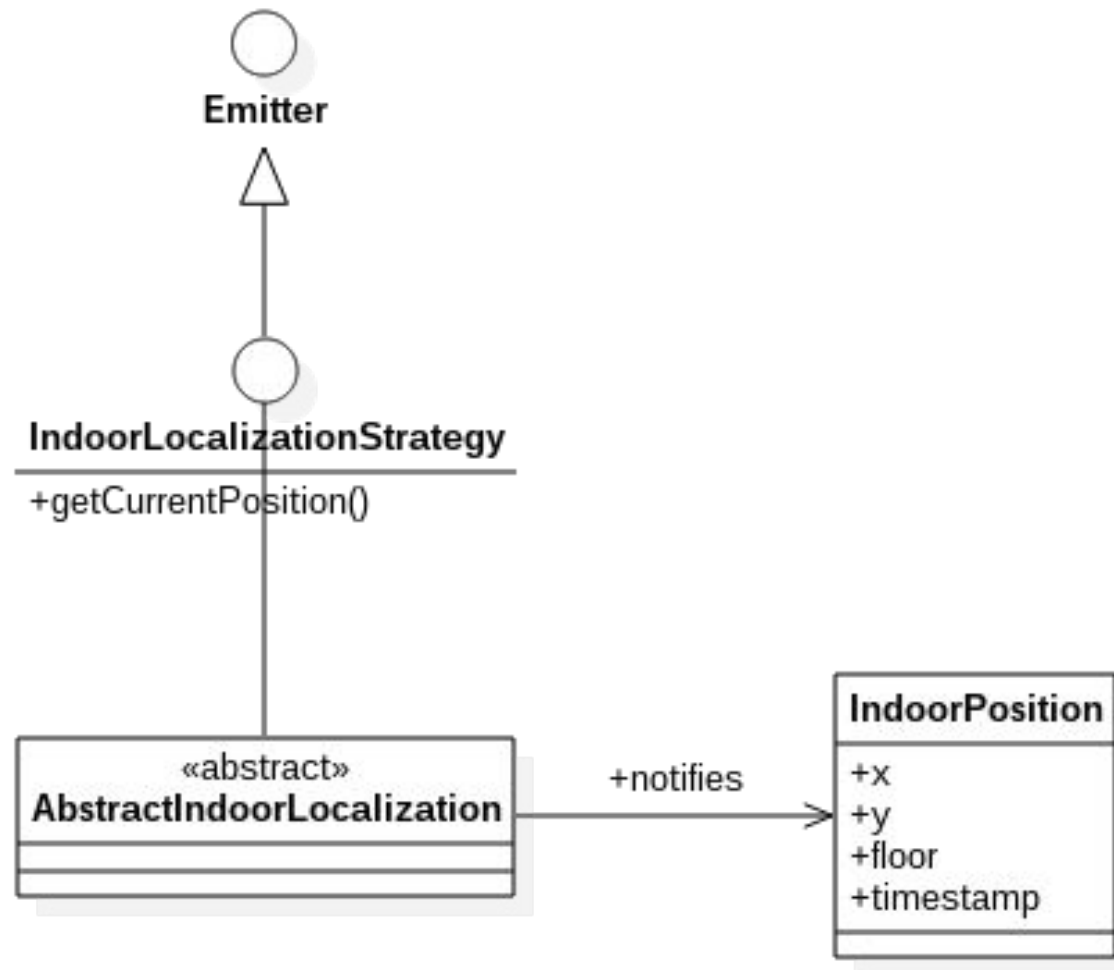 Emitter
IndoorLocalizationStrategy
+getCurrentPosition()
«abstract»
AbstractIndoorLocalization
+notifies
IndoorPosition
+x
+y
+floor
+timestamp